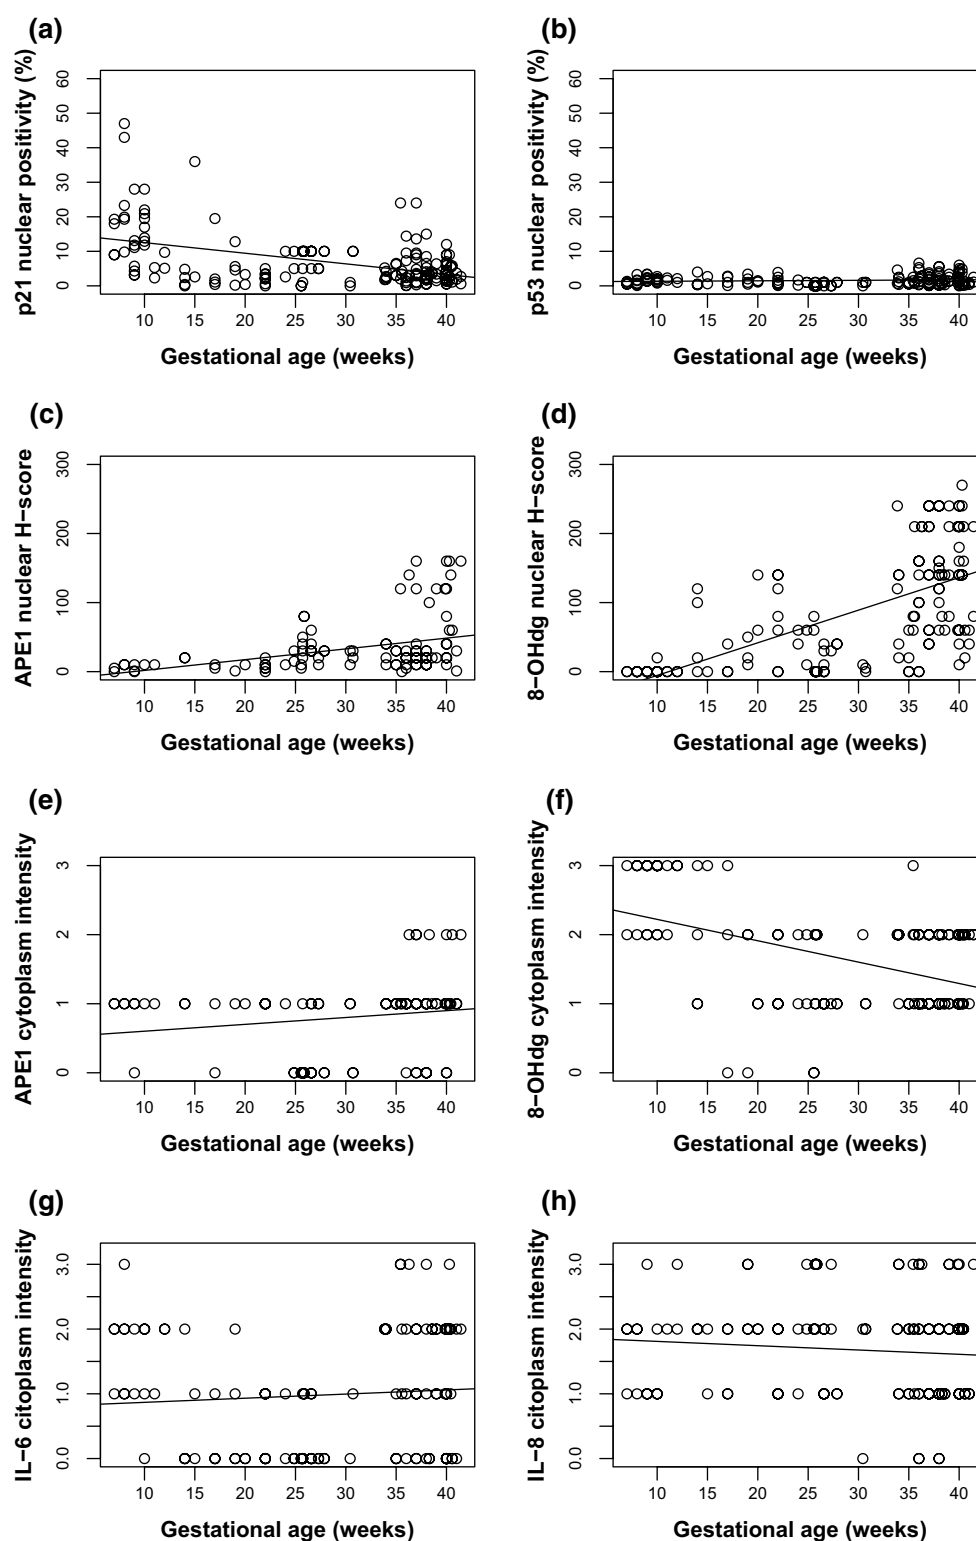 (a)
p21 nuclear positivity (%)
0 10 20 30 40 50 60
10 15 20 25 30 35 40
Gestational age (weeks)
(b)
p53 nuclear positivity (%)
0 10 20 30 40 50 60
10 15 20 25 30 35 40
Gestational age (weeks)
(c)
APE1 nuclear H−score
0 100 200 300
10 15 20 25 30 35 40
Gestational age (weeks)
(d)
8−OHdg nuclear H−score
0 100 200 300
10 15 20 25 30 35 40
Gestational age (weeks)
(e)
APE1 cytoplasm intensity
0 1 2 3
10 15 20 25 30 35 40
Gestational age (weeks)
(f)
8−OHdg cytoplasm intensity
0 1 2 3
10 15 20 25 30 35 40
Gestational age (weeks)
(g)
IL−6 citoplasm intensity
0.0 1.0 2.0 3.0
10 15 20 25 30 35 40
Gestational age (weeks)
(h)
IL−8 citoplasm intensity
0.0 1.0 2.0 3.0
10 15 20 25 30 35 40
Gestational age (weeks)